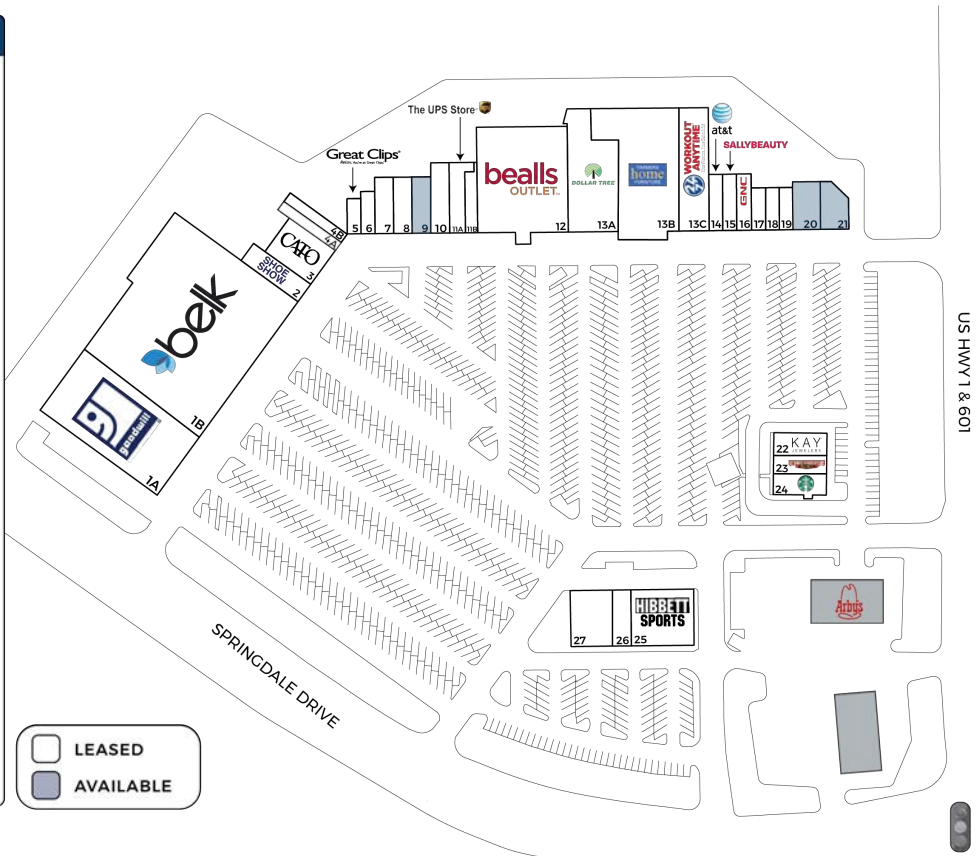 The UPS Store
Great Clips
at&t
SALLYBEAUTY
WORKOUT
ANYTIME
bealls
OUTLET
DOLLAR TREE
home
GNC
5
6
7
8
9
10
11A
11B
12
13A
13B
13C
14
15
16
17
18
19
20
21
4B
4A
CATO
3
SHOE
SHOW
2
belk
1B
goodwill
1A
US HWY 1 & 601
22 KAY
JEWELERS
23
24
Arby's
HIBBETT
SPORTS
27
26
25
SPRINGDALE DRIVE
LEASED
AVAILABLE